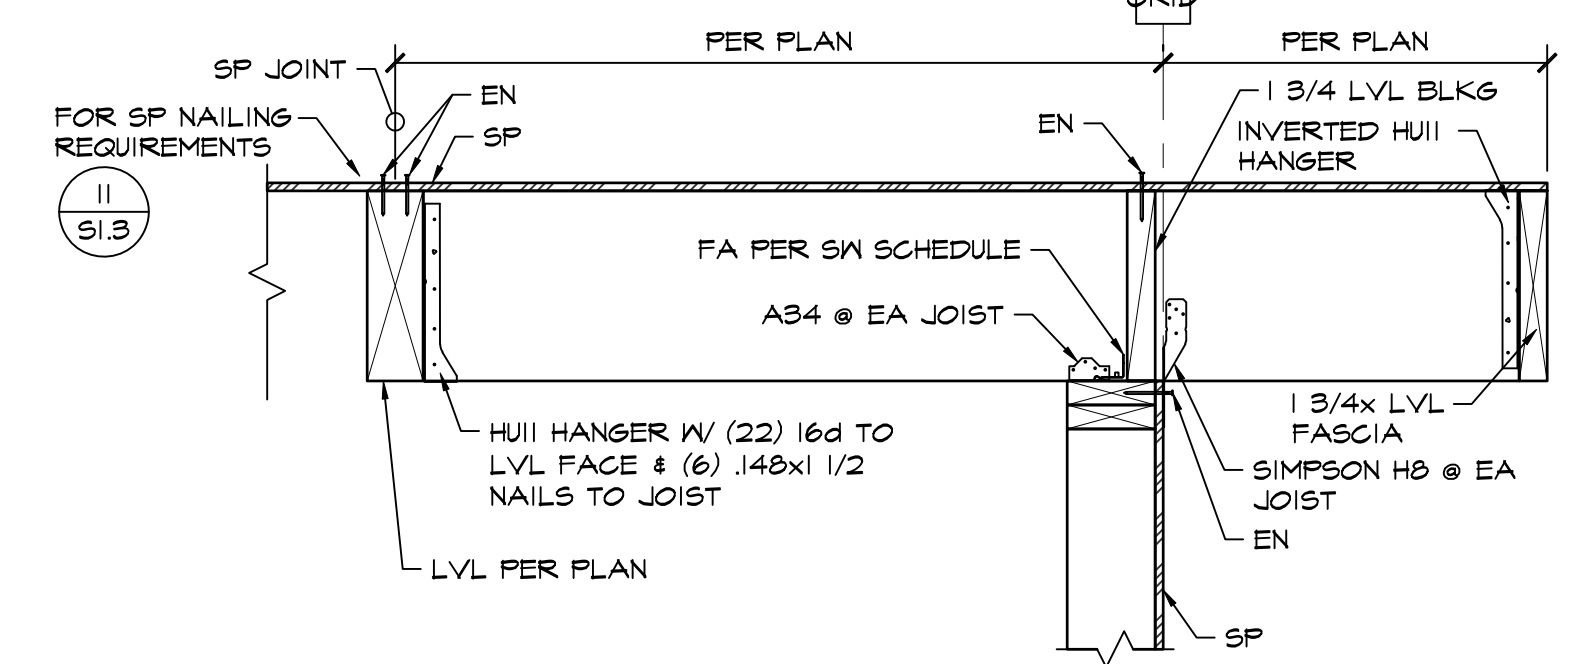 GRID
PER PLAN
PER PLAN
SP JOINT
EN
1 3/4 LVL BLKG
FOR SP NAILING
REQUIREMENTS
SP
EN
INVERTED HU11
HANGER
11
S1.3
FA PER SW SCHEDULE
A34 @ EA JOIST
1 3/4x LVL
FASCIA
HU11 HANGER W/ (22) 16d TO
LVL FACE & (6) .148x1 1/2
NAILS TO JOIST
SIMPSON H8 @ EA
JOIST
EN
LVL PER PLAN
SP